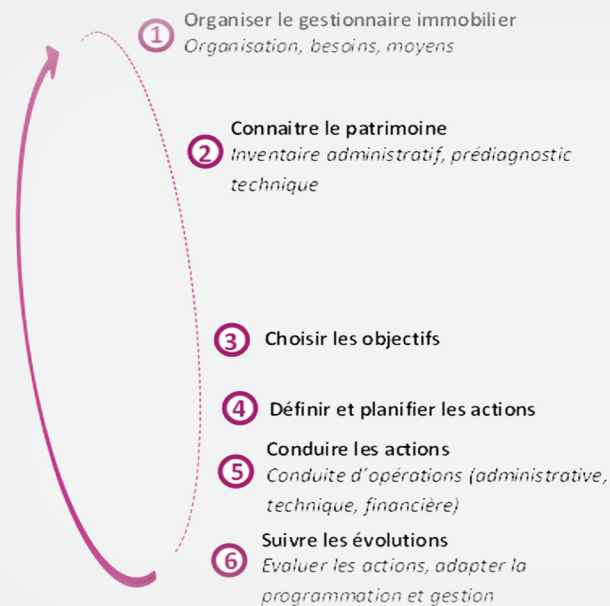 1 Organiser le gestionnaire immobilier
Organisation, besoins, moyens
2 Connaitre le patrimoine
Inventaire administratif, prédiagnostic
technique
3 Choisir les objectifs
4 Définir et planifier les actions
5 Conduire les actions
Conduite d'opérations (administrative,
technique, financière)
6 Suivre les évolutions
Evaluer les actions, adapter la
programmation et gestion